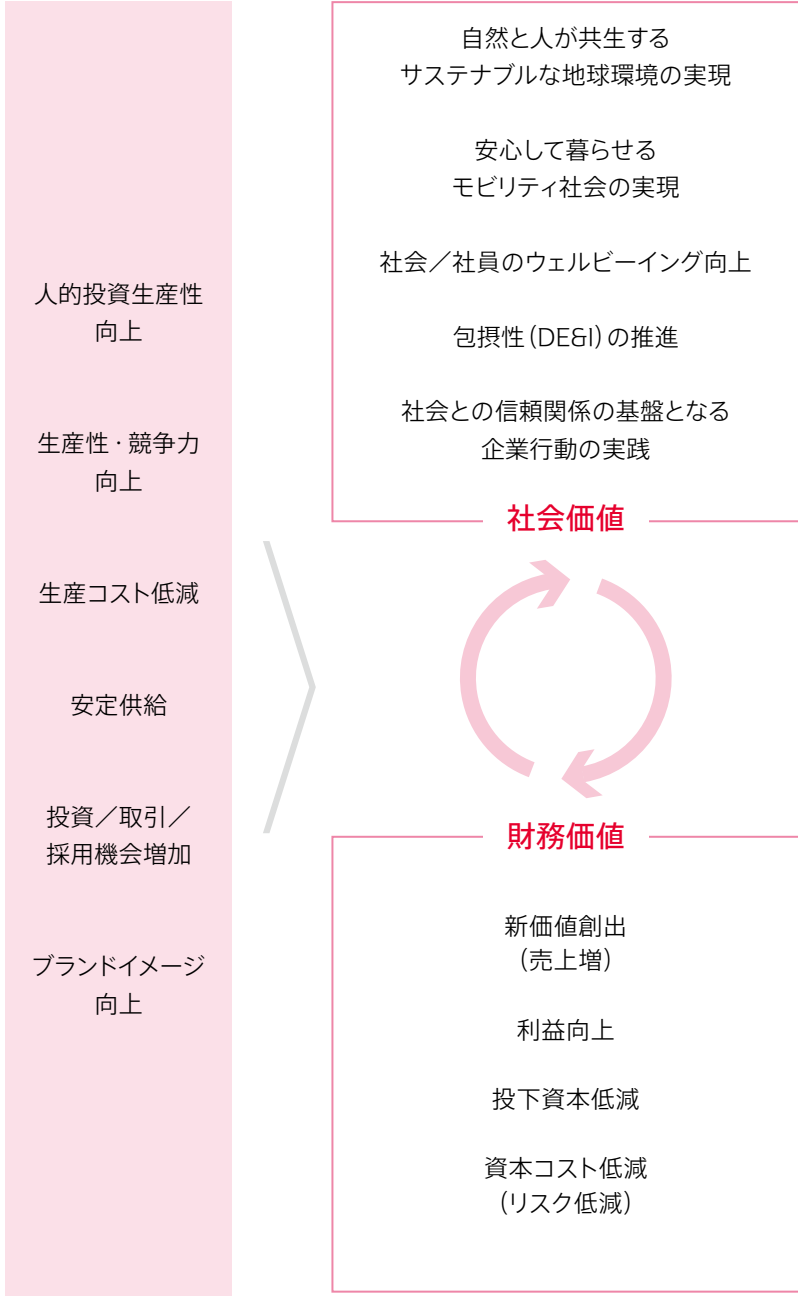 人的投資生産性
向上
生産性・競争力
向上
生産コスト低減
安定供給
投資／取引／
採用機会増加
ブランドイメージ
向上
自然と人が共生する
サステナブルな地球環境の実現
安心して暮らせる
モビリティ社会の実現
社会／社員のウェルビーイング向上
包摂性（DE&I）の推進
社会との信頼関係の基盤となる
企業行動の実践
社会価値
財務価値
新価値創出
（売上増）
利益向上
投下資本低減
資本コスト低減
（リスク低減）